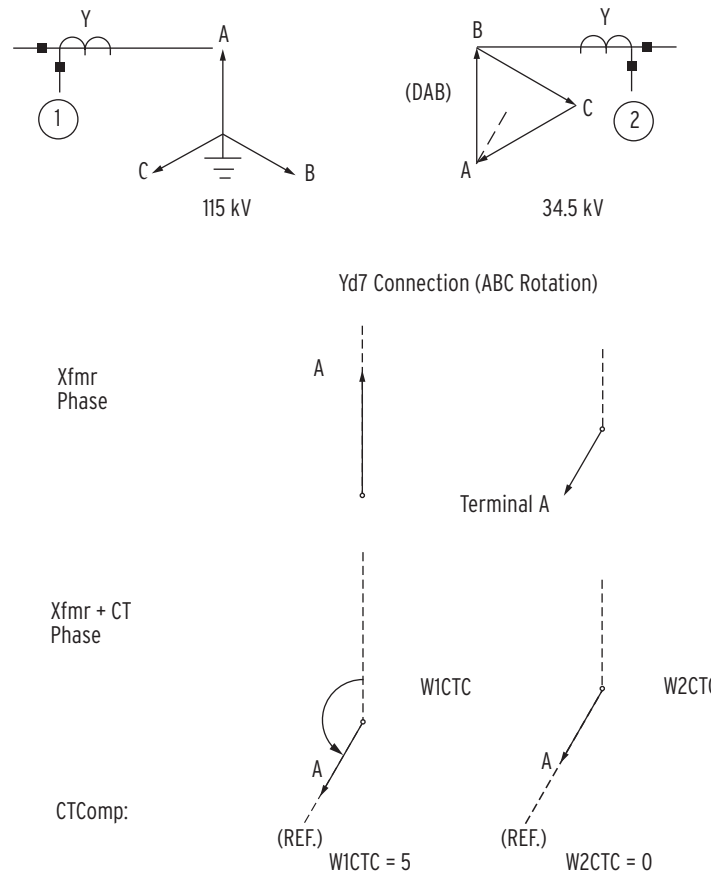 Y
A
1
C
B
115 kV
Y
B
(DAB)
C
2
A
34.5 kV
Yd7 Connection (ABC Rotation)
Xfmr
Phase
A
Terminal A
Xfmr + CT
Phase
W1CTC
A
W2CTC
A
CTComp:
(REF.)
W1CTC = 5
(REF.)
W2CTC = 0